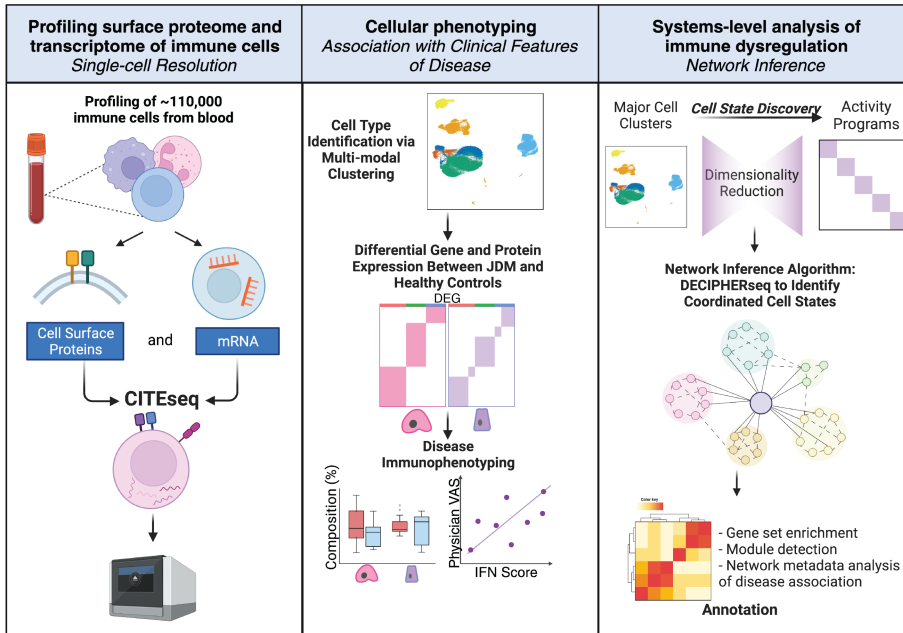 Profiling surface proteome and
transcriptome of immune cells
Single-cell Resolution
Profiling of ~110,000
immune cells from blood
Cell Surface
Proteins
and
mRNA
CITEseq
Cellular phenotyping
Association with Clinical Features
of Disease
Cell Type
Identification via
Multi-modal
Clustering
Differential Gene and Protein
Expression Between JDM and
Healthy Controls
DEG
Disease
Immunophenotyping
Composition (%)
Physician VAS
IFN Score
Systems-level analysis of
immune dysregulation
Network Inference
Major Cell
Clusters
Cell State Discovery
Activity
Programs
Dimensionality
Reduction
Network Inference Algorithm:
DECIPHERseq to Identify
Coordinated Cell States
Color key
- Gene set enrichment
- Module detection
- Network metadata analysis
of disease association
Annotation